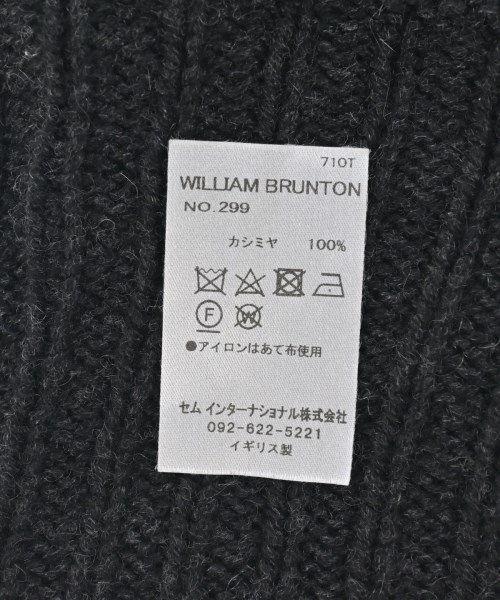 710T
WILLIAM BRUNTON
NO.299
カシミヤ 100%
F W
●アイロンはあて布使用
セム インターナショナル株式会社
092-622-5221
イギリス製